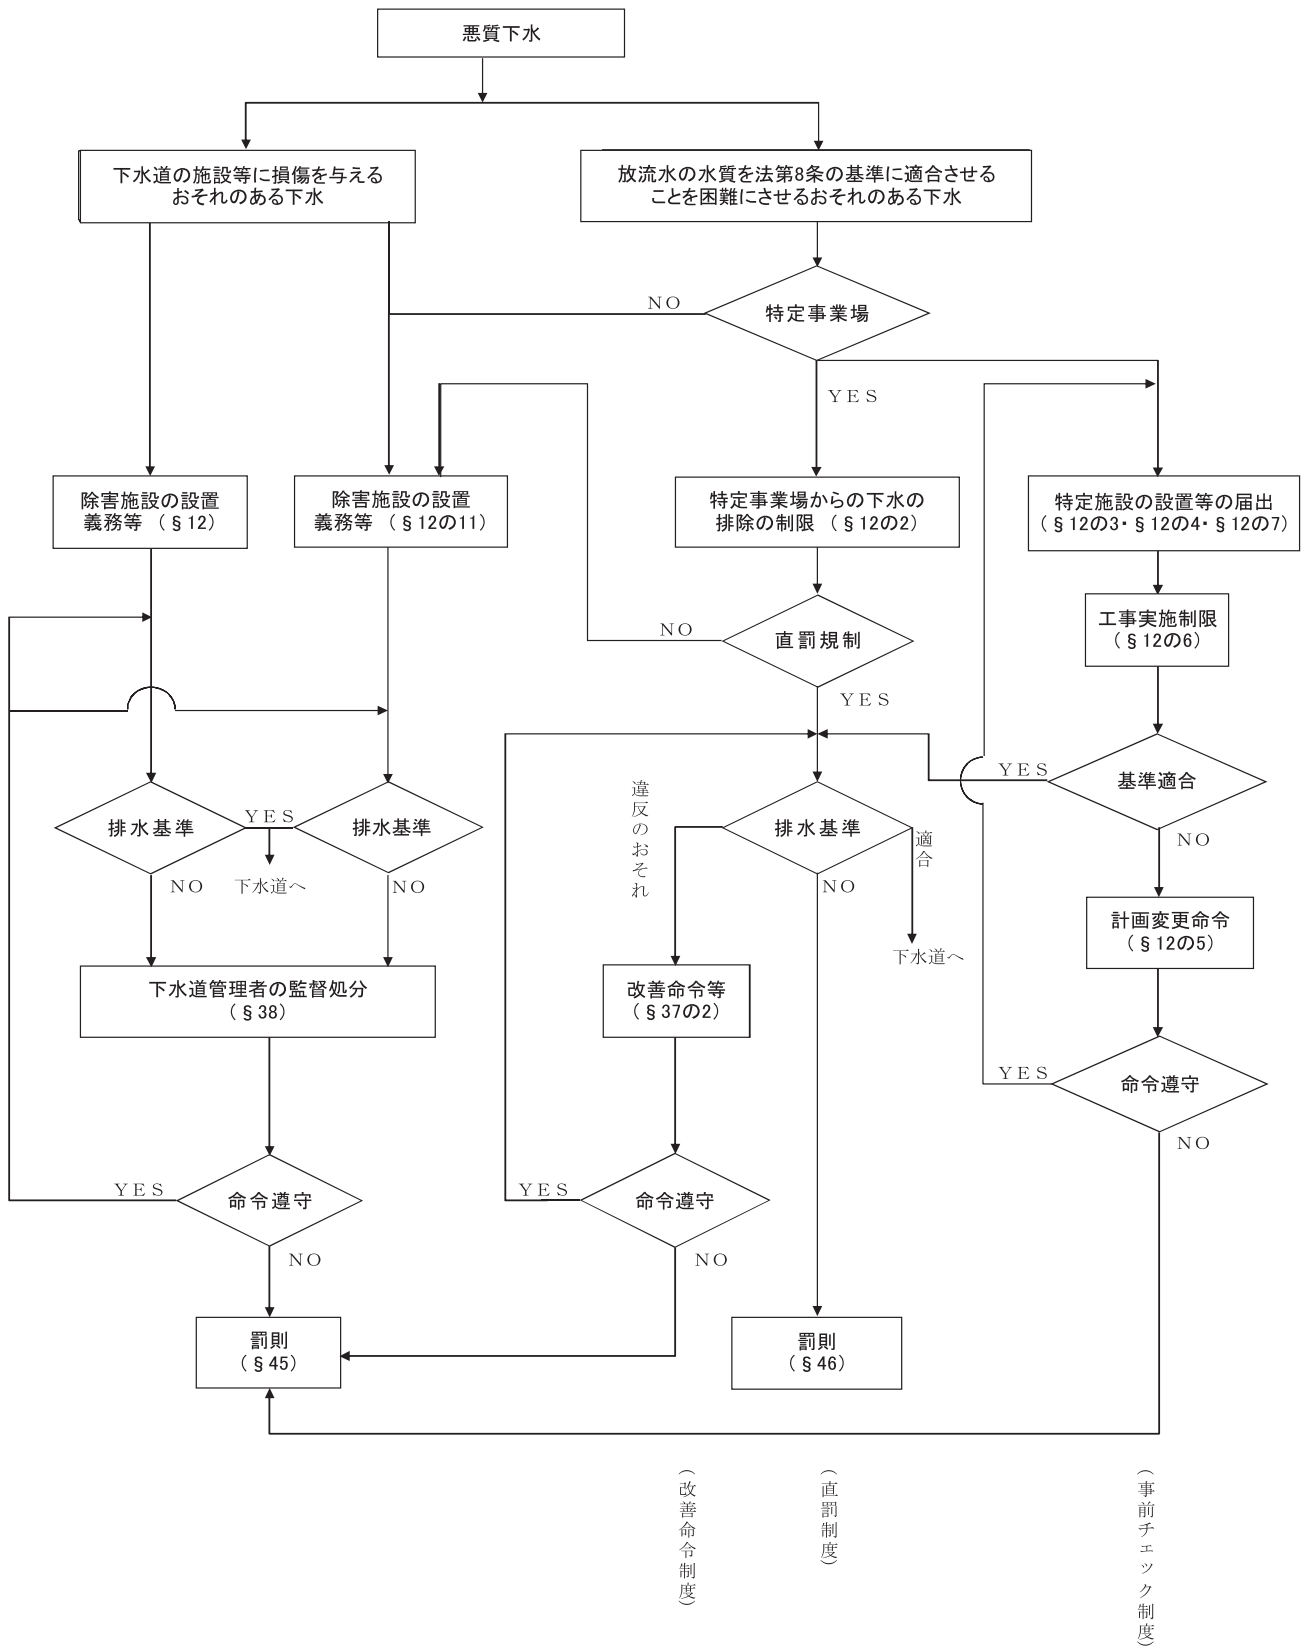 悪質下水
下水道の施設等に損傷を与える
おそれのある下水
放流水の水質を法第8条の基準に適合させる
ことを困難にさせるおそれのある下水
NO
特定事業場
YES
除害施設の設置
義務等 （§12）
除害施設の設置
義務等 （§12の11）
特定事業場からの下水の
排除の制限 （§12の2）
特定施設の設置等の届出
（§12の3・§12の4・§12の7）
工事実施制限
（§12の6）
NO
直罰規制
YES
YES
基準適合
NO
違反のおそれ
排水基準
YES
排水基準
排水基準
適合
NO
下水道へ
NO
NO
下水道へ
計画変更命令
（§12の5）
下水道管理者の監督処分
（§38）
改善命令等
（§37の2）
YES
命令遵守
NO
YES
命令遵守
NO
YES
命令遵守
NO
罰則
（§45）
罰則
（§46）
（改善命令制度）
（直罰制度）
（事前チェック制度）